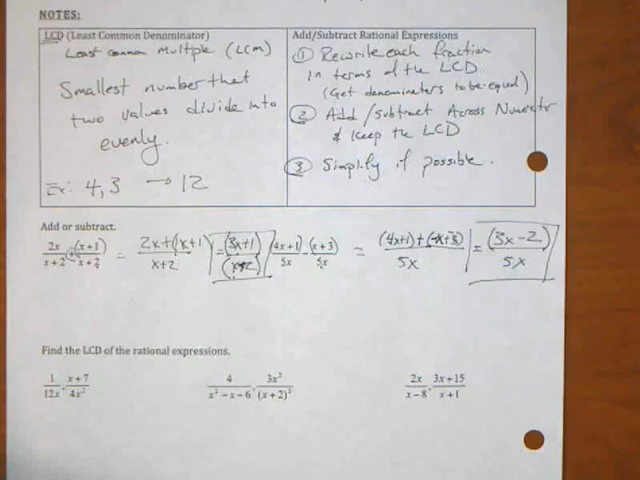 NOTES:
LCD (Least Common Denominator)
Least common Multiple (LCM)
Smallest number that
two values divide into
evenly.
Ex: 4, 3 → 12
Add/Subtract Rational Expressions
① Rewrite each fraction
in terms of the LCD
(Get denominators to be equal)
② Add/Subtract Across Numerator
& Keep the LCD
③ Simplify if possible.
Add or subtract.
2x/(x+2) + (x+1)/(x+2) = (2x+(1x+1))/(x+2) = (3x+1)/(x+2)
(4x+1)/5x - (x+3)/5x = ((4x+1)+(-x+-3))/5x = (3x-2)/5x
Find the LCD of the rational expressions.
1/12x, (x+7)/4x²
4/(x²-x-6), 3x²/(x+2)²
2x/(x-8), (3x+15)/(x+1)